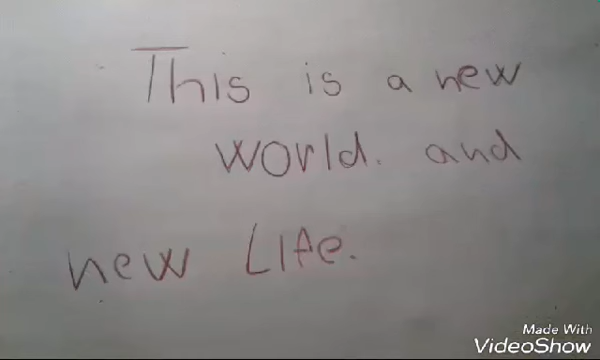 This is a new
world. and
new Life.
Made With
VideoShow